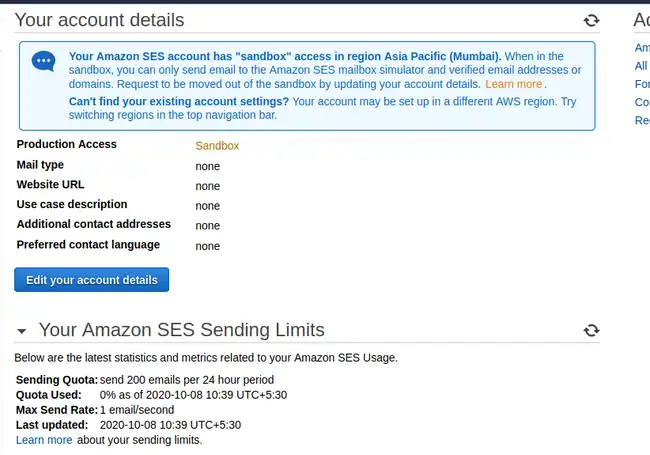 Your account details
Your Amazon SES account has "sandbox" access in region Asia Pacific (Mumbai). When in the
sandbox, you can only send email to the Amazon SES mailbox simulator and verified email addresses or
domains. Request to be moved out of the sandbox by updating your account details. Learn more .
Can't find your existing account settings? Your account may be set up in a different AWS region. Try
switching regions in the top navigation bar.
Production Access Sandbox
Mail type none
Website URL none
Use case description none
Additional contact addresses none
Preferred contact language none
Edit your account details
Your Amazon SES Sending Limits
Below are the latest statistics and metrics related to your Amazon SES Usage.
Sending Quota: send 200 emails per 24 hour period
Quota Used: 0% as of 2020-10-08 10:39 UTC+5:30
Max Send Rate: 1 email/second
Last updated: 2020-10-08 10:39 UTC+5:30
Learn more about your sending limits.
All